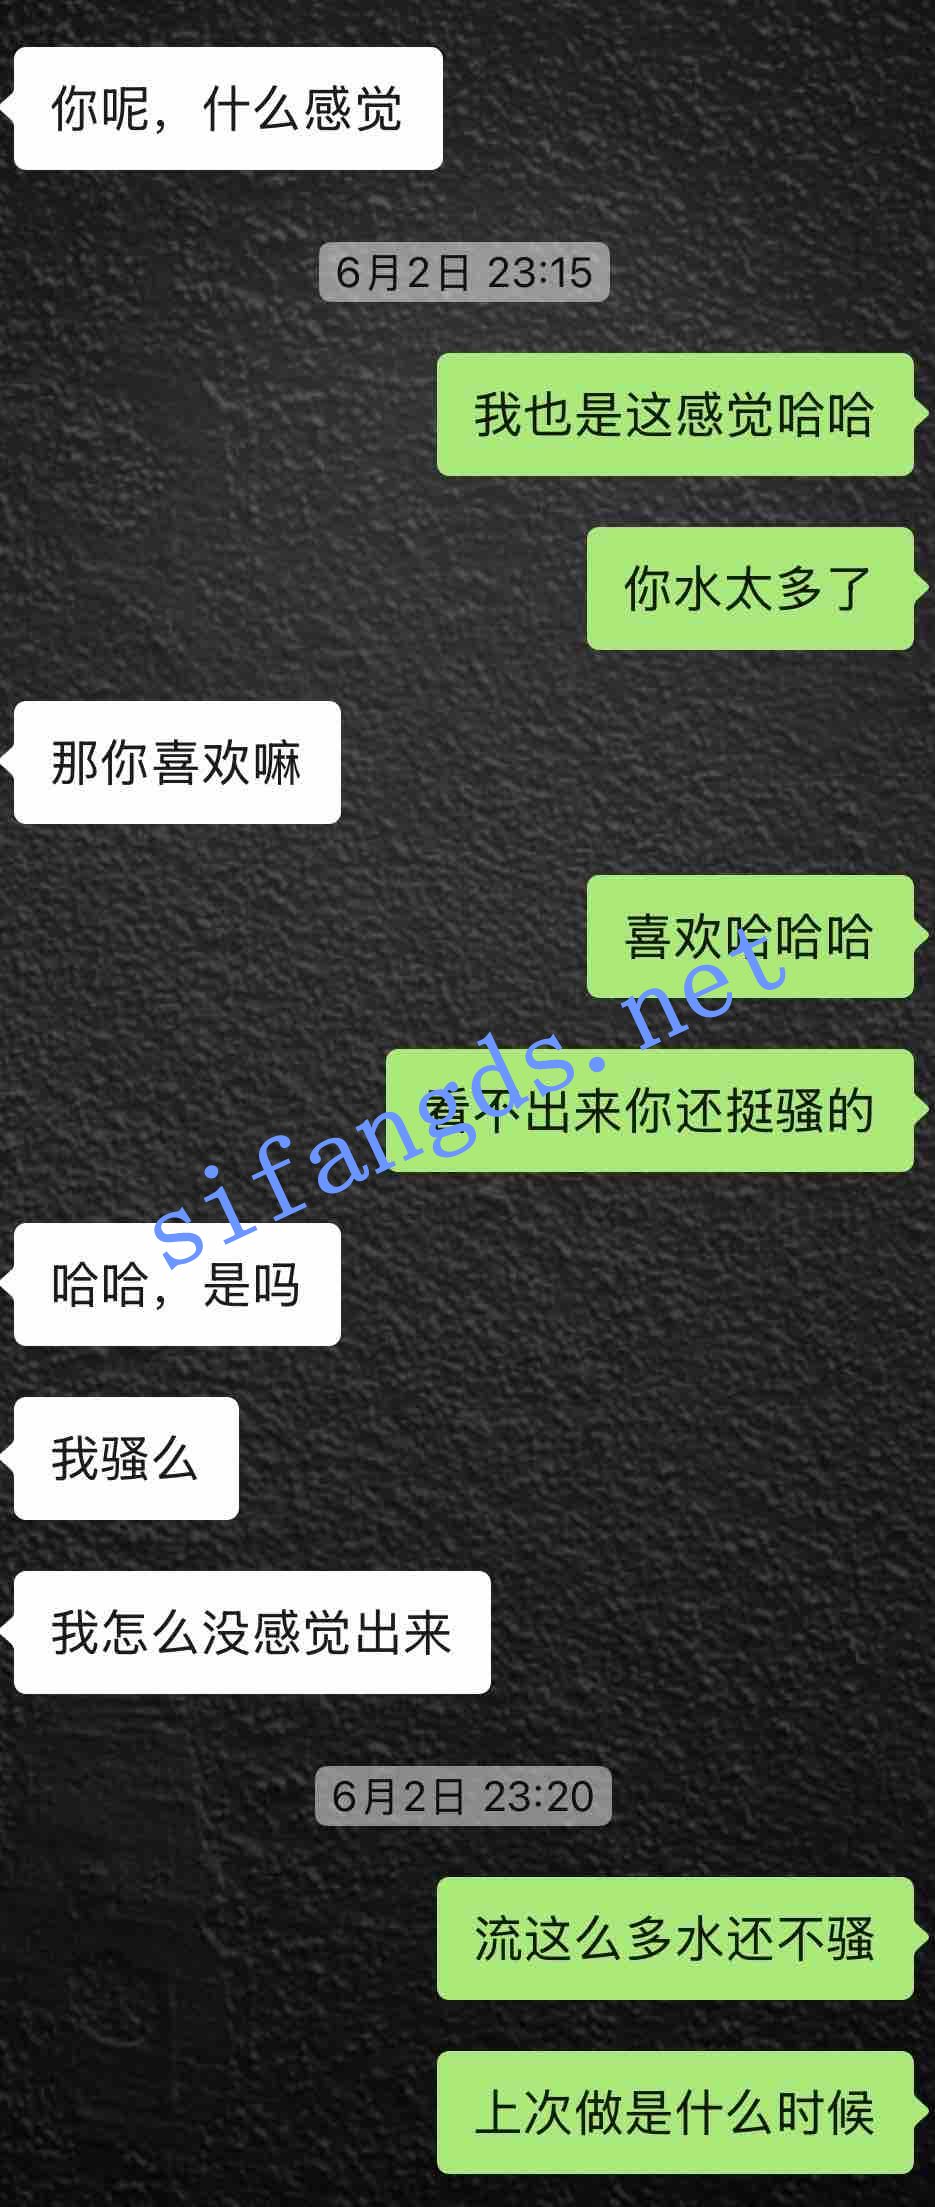 你呢，什么感觉
6月2日 23:15
我也是这感觉哈哈
你水太多了
那你喜欢嘛
喜欢哈哈哈
看不出来你还挺骚的
sifangds.net
哈哈，是吗
我骚么
我怎么没感觉出来
6月2日 23:20
流这么多水还不骚
上次做是什么时候